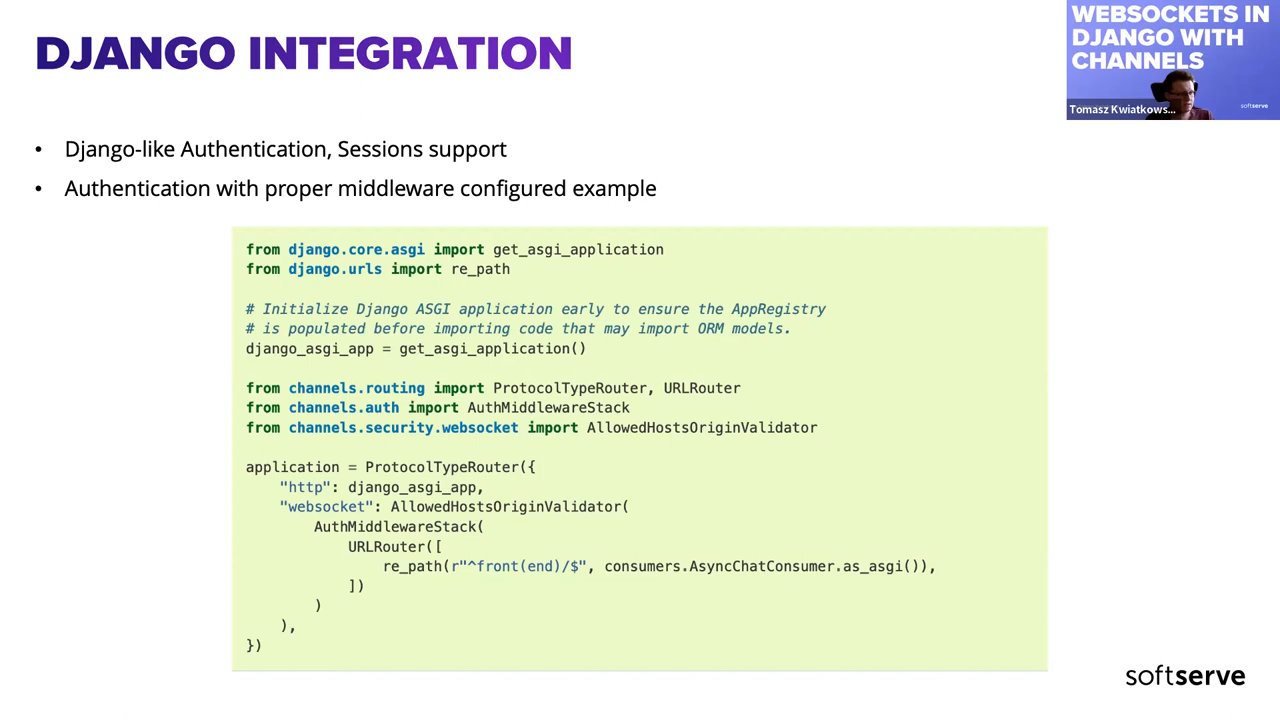 DJANGO INTEGRATION
WEBSOCKETS IN
DJANGO WITH
CHANNELS
Tomasz Kwiatkows...
softserve
• Django-like Authentication, Sessions support
• Authentication with proper middleware configured example
from django.core.asgi import get_asgi_application
from django.urls import re_path
# Initialize Django ASGI application early to ensure the AppRegistry
# is populated before importing code that may import ORM models.
django_asgi_app = get_asgi_application()
from channels.routing import ProtocolTypeRouter, URLRouter
from channels.auth import AuthMiddlewareStack
from channels.security.websocket import AllowedHostsOriginValidator
application = ProtocolTypeRouter({
    "http": django_asgi_app,
    "websocket": AllowedHostsOriginValidator(
        AuthMiddlewareStack(
            URLRouter([
                re_path(r"^front(end)/$", consumers.AsyncChatConsumer.as_asgi()),
            ])
        )
    ),
})
softserve